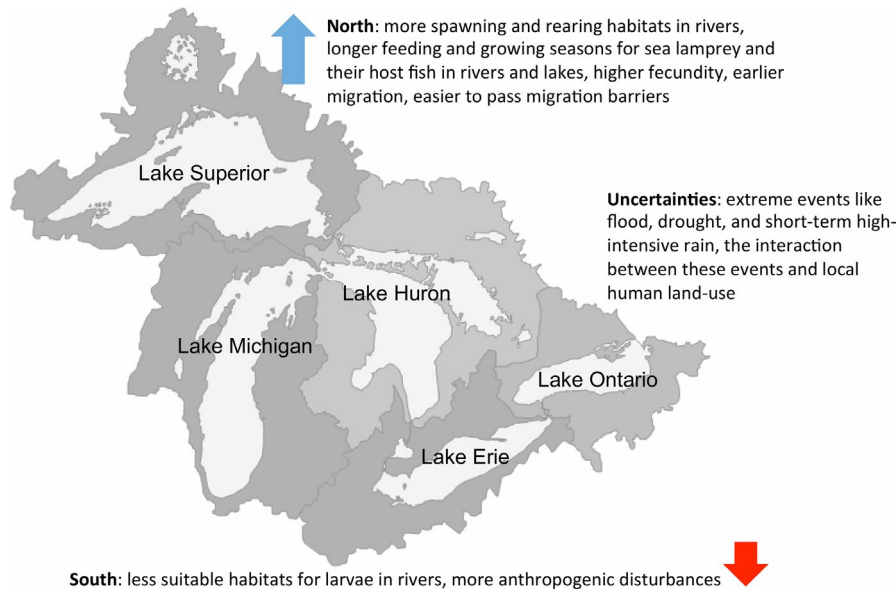 North: more spawning and rearing habitats in rivers,
longer feeding and growing seasons for sea lamprey and
their host fish in rivers and lakes, higher fecundity, earlier
migration, easier to pass migration barriers
Lake Superior
Uncertainties: extreme events like
flood, drought, and short-term high-
intensive rain, the interaction
between these events and local
human land-use
Lake Huron
Lake Michigan
Lake Ontario
Lake Erie
South: less suitable habitats for larvae in rivers, more anthropogenic disturbances